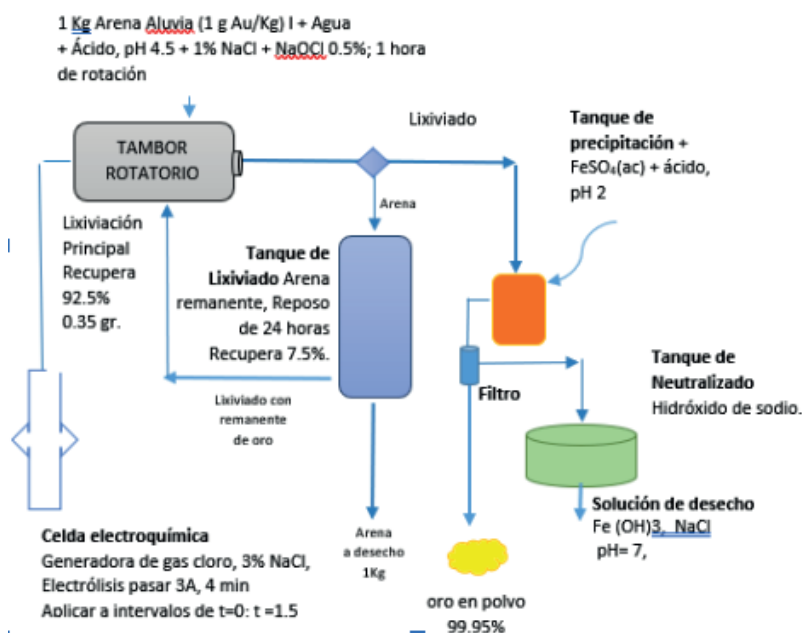 1 Kg Arena Aluvia (1 g Au/Kg) I + Agua
+ Ácido, pH 4.5 + 1% NaCl + NaOCl 0.5%; 1 hora
de rotación
TAMBOR
ROTATORIO
Lixiviado
Tanque de
precipitación +
FeSO₄(ac) + ácido,
pH 2
Arena
Lixiviación
Principal
Recupera
92.5%
0.35 gr.
Tanque de
Lixiviado Arena
remanente, Reposo
de 24 horas
Recupera 7.5%.
Lixiviado con
remanente
de oro
Filtro
Tanque de
Neutralizado
Hidróxido de sodio.
Solución de desecho
Fe (OH)3, NaCl
pH= 7,
Celda electroquímica
Generadora de gas cloro, 3% NaCl,
Electrólisis pasar 3A, 4 min
Aplicar a intervalos de t=0: t =1.5
Arena
a desecho
1Kg
oro en polvo
99.95%